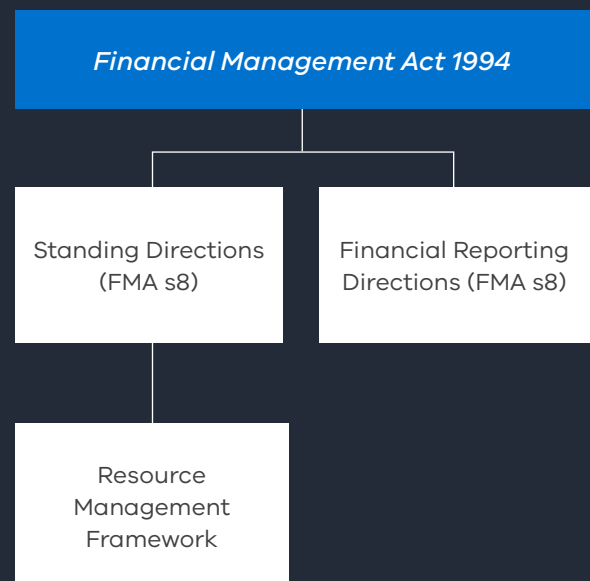 Financial Management Act 1994
Standing Directions
(FMA s8)
Financial Reporting
Directions (FMA s8)
Resource
Management
Framework